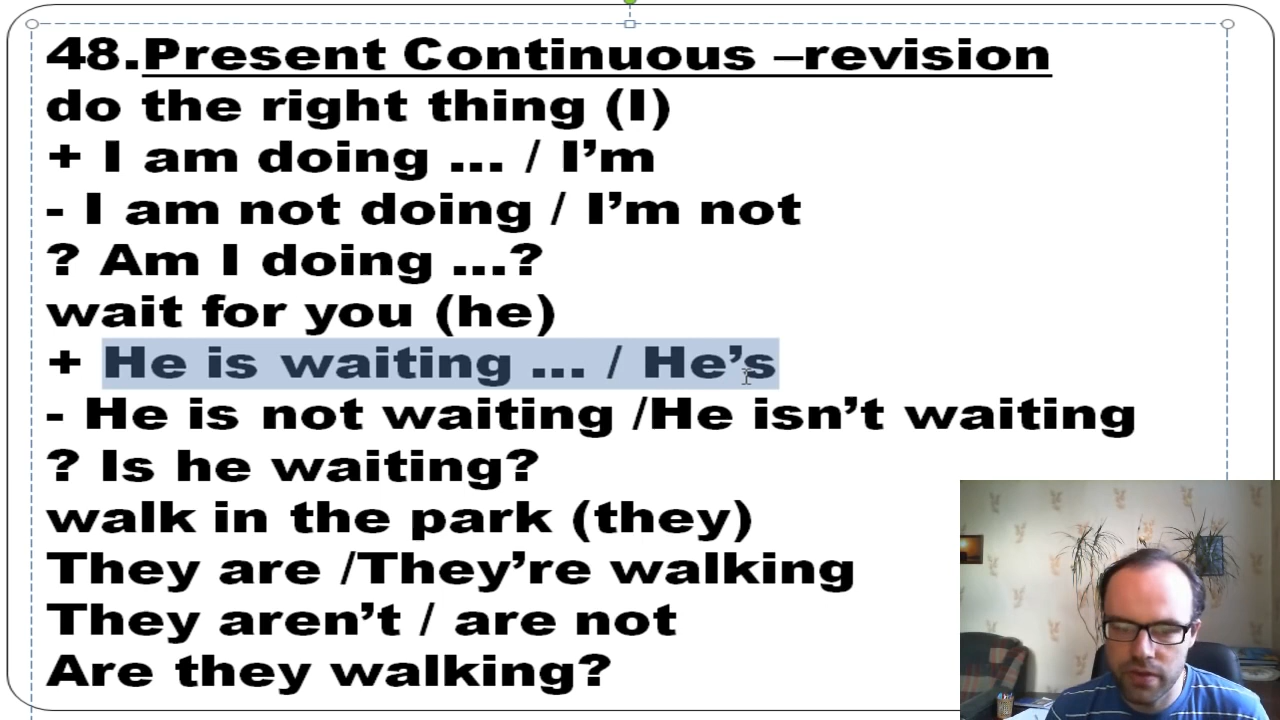 48.Present Continuous –revision
do the right thing (I)
+ I am doing ... / I’m
- I am not doing / I’m not
? Am I doing ...?
wait for you (he)
+ He is waiting ... / He’s
- He is not waiting /He isn’t waiting
? Is he waiting?
walk in the park (they)
They are /They’re walking
They aren’t / are not
Are they walking?